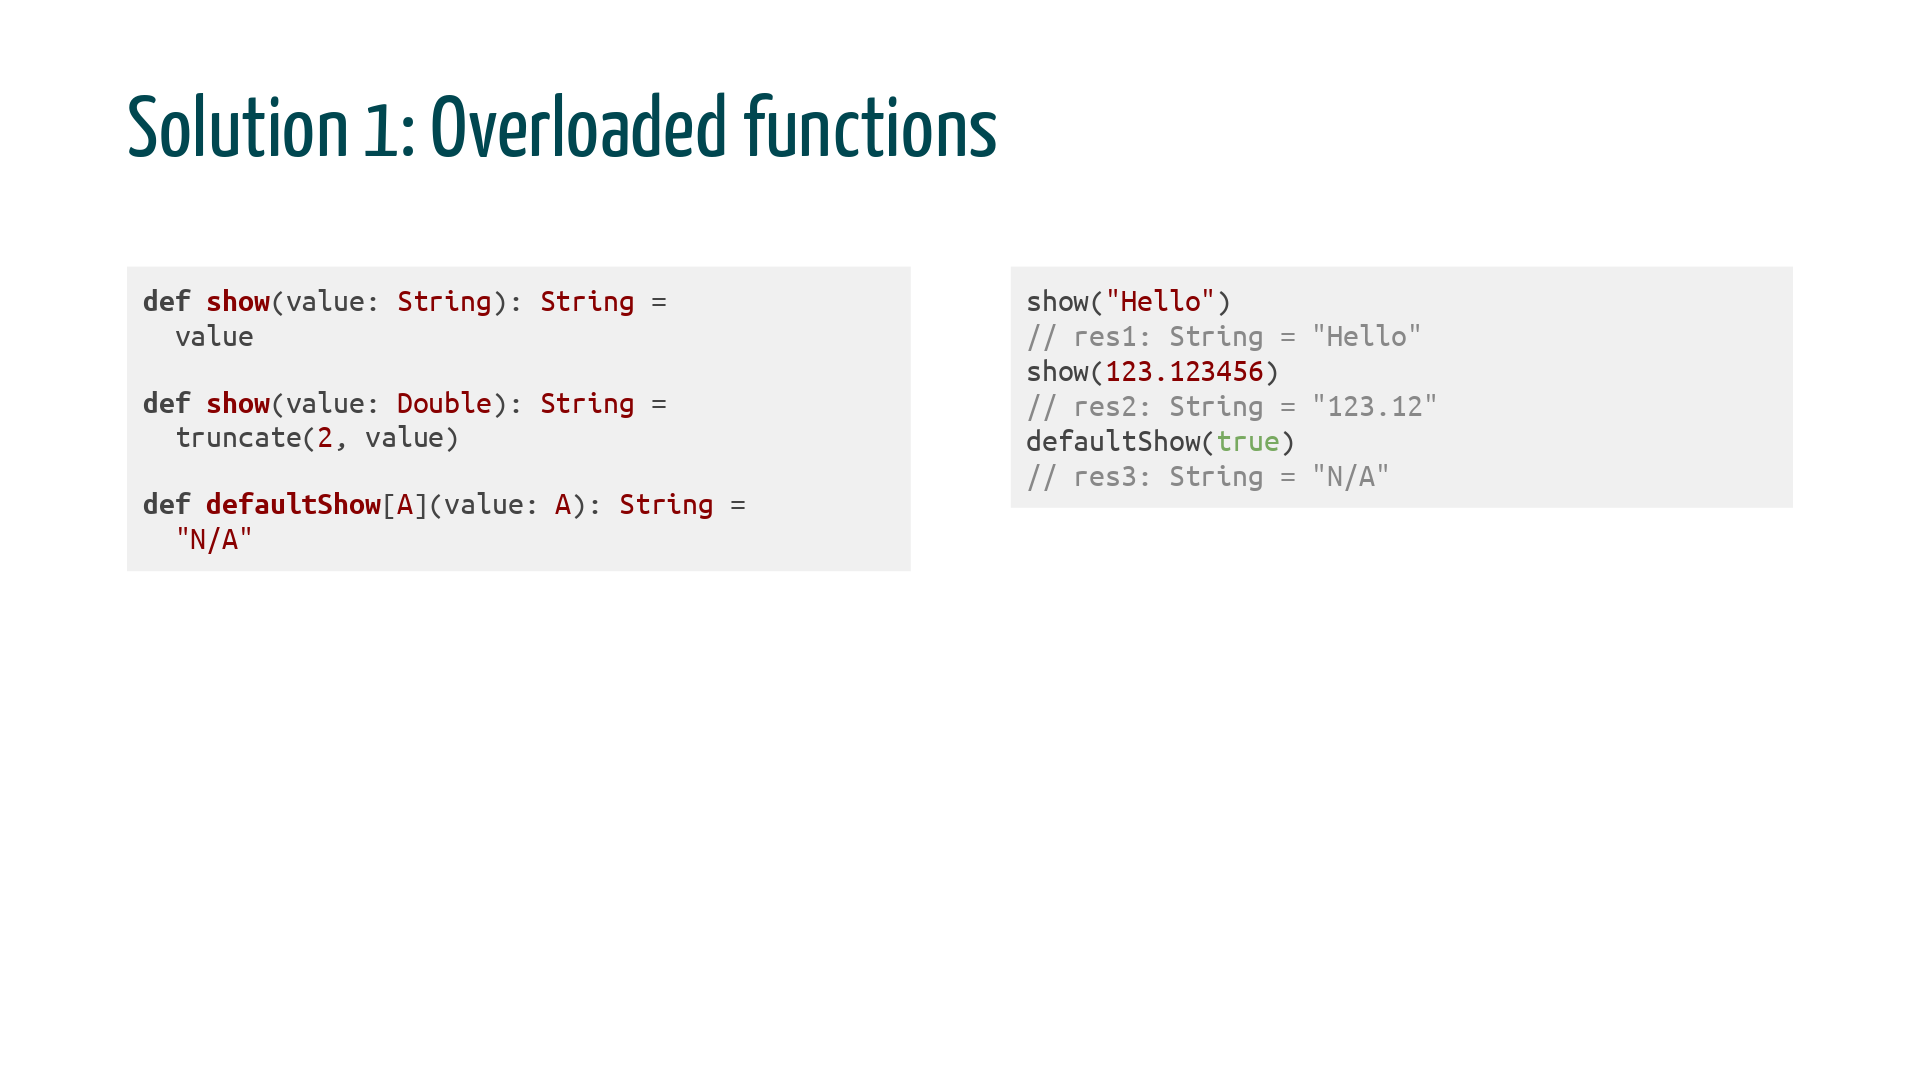 Solution 1: Overloaded functions
def show(value: String): String =
  value
def show(value: Double): String =
  truncate(2, value)
def defaultShow[A](value: A): String =
  "N/A"
show("Hello")
// res1: String = "Hello"
show(123.123456)
// res2: String = "123.12"
defaultShow(true)
// res3: String = "N/A"